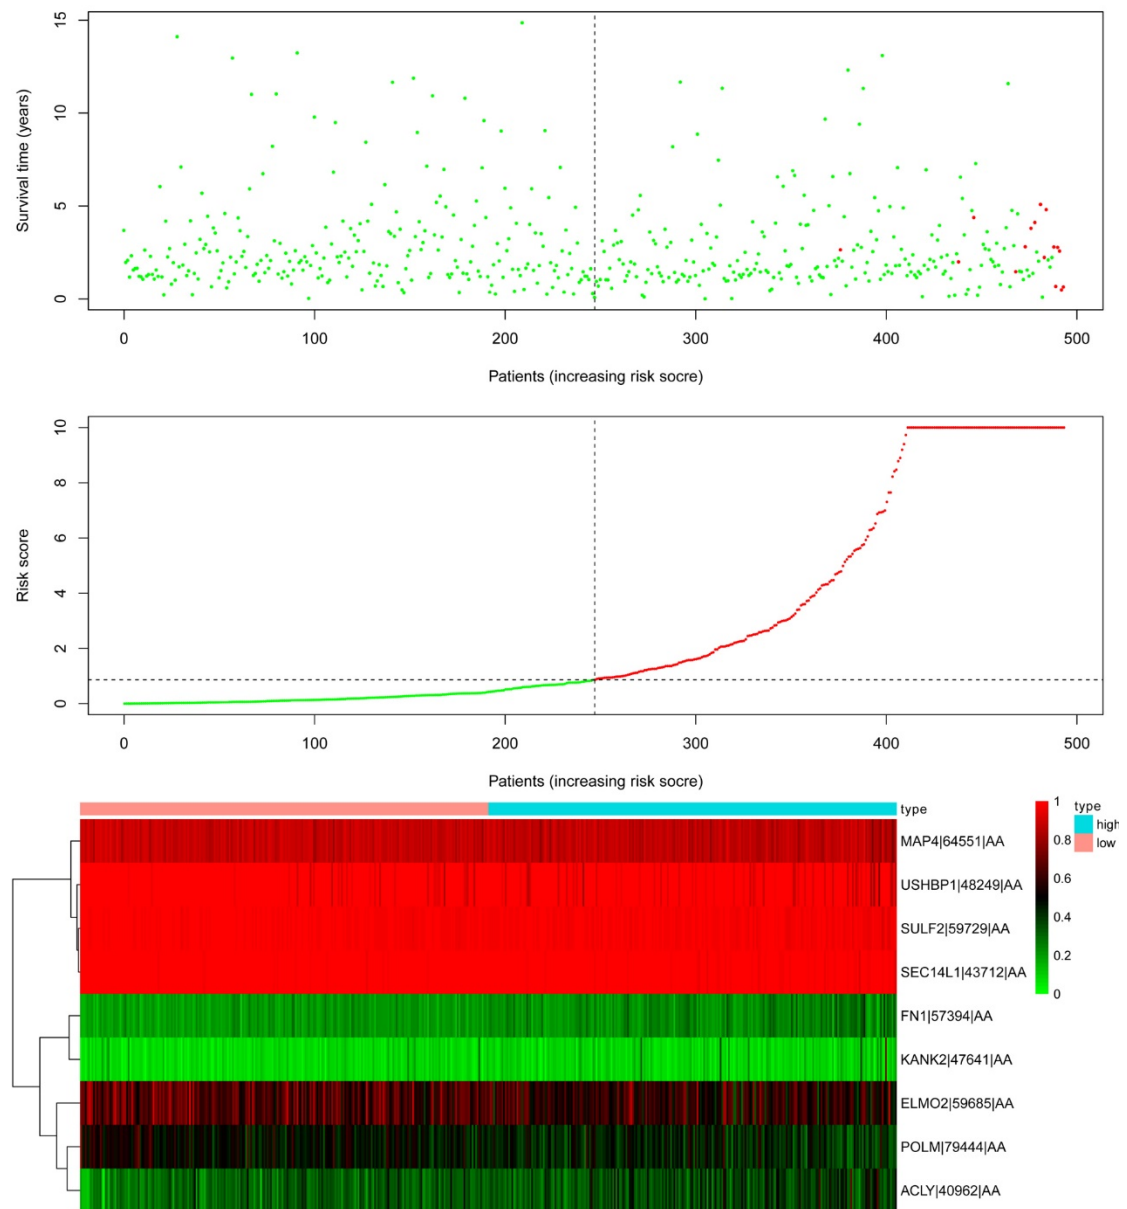 15
10
5
0
Survival time (years)
0 100 200 300 400 500
Patients (increasing risk socre)
10
8
6
4
2
0
Risk score
0 100 200 300 400 500
Patients (increasing risk socre)
type
MAP4|64551|AA
USHBP1|48249|AA
SULF2|59729|AA
SEC14L1|43712|AA
FN1|57394|AA
KANK2|47641|AA
ELMO2|59685|AA
POLM|79444|AA
ACLY|40962|AA
1
0.8
0.6
0.4
0.2
0
type
high
low